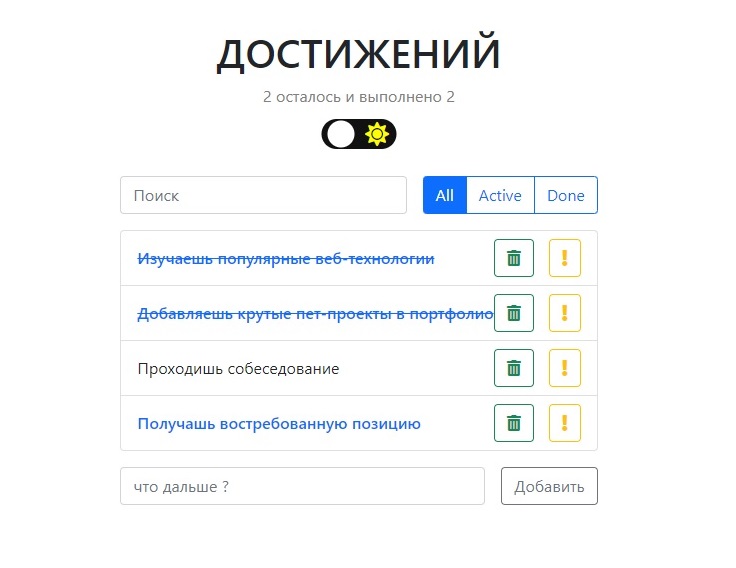 ДОСТИЖЕНИЙ
2 осталось и выполнено 2
Поиск
All Active Done
Изучаешь популярные веб-технологии
Добавляешь крутые пет-проекты в портфолио
Проходишь собеседование
Получашь востребованную позицию
что дальше ? Добавить